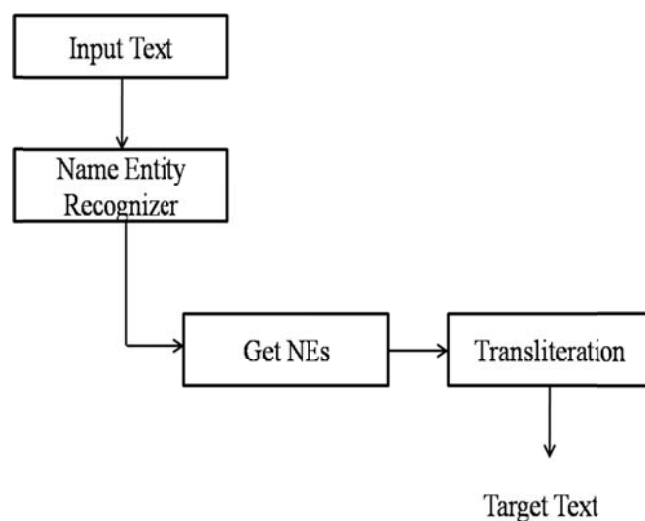 Input Text
Name Entity
Recognizer
Get NEs
Transliteration
Target Text